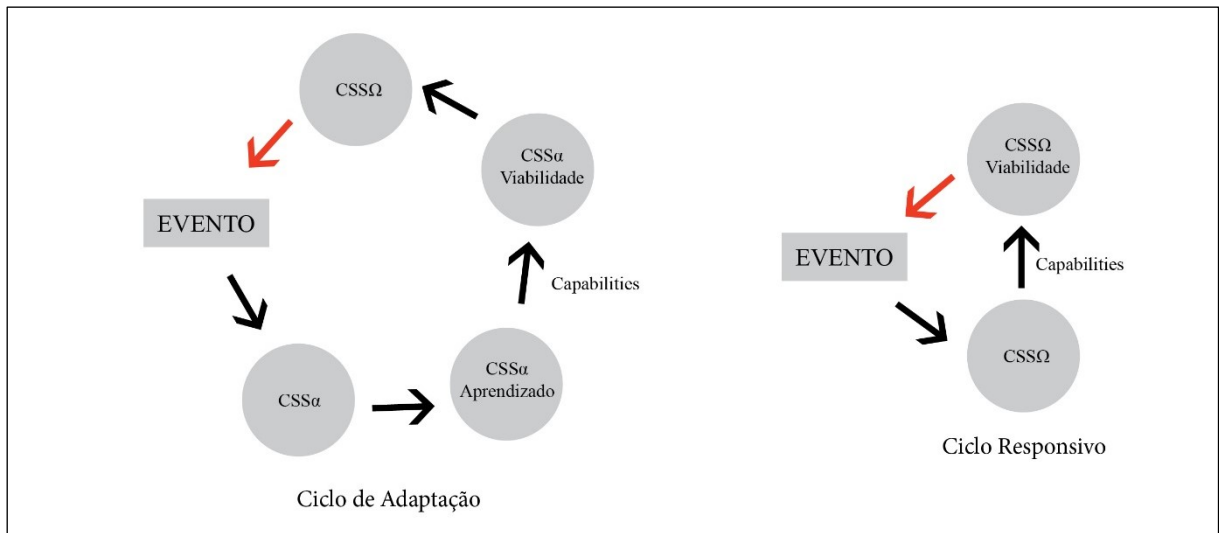 CSSΩ
CSSα
Viabilidade
EVENTO
Capabilities
CSSα
Aprendizado
CSSα
Ciclo de Adaptação
CSSΩ
Viabilidade
EVENTO
Capabilities
CSSΩ
Ciclo Responsivo